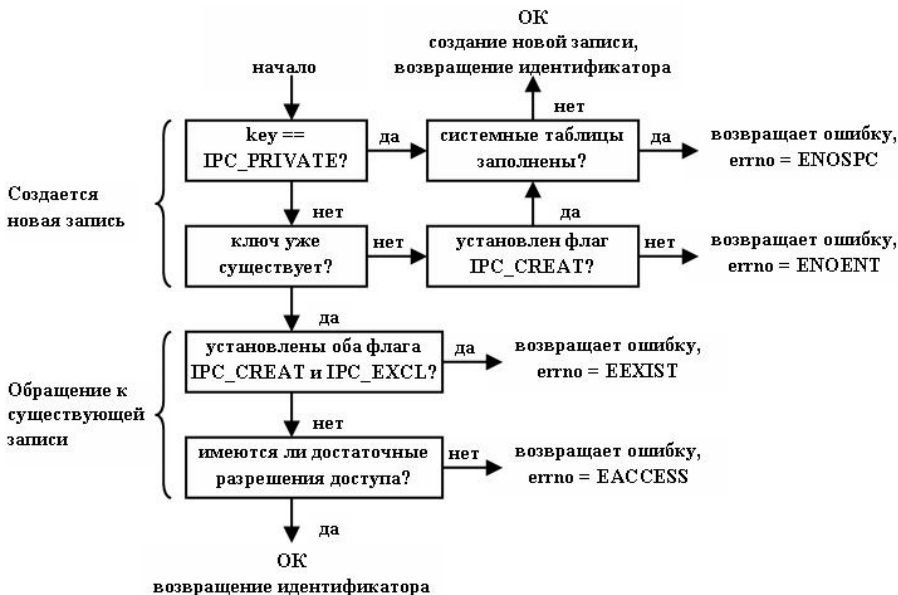 ОК
создание новой записи,
возвращение идентификатора
начало
нет
key ==
IPC_PRIVATE?
да
системные таблицы
заполнены?
да
возвращает ошибку,
errno = ENOSPC
Создается
новая запись
нет
да
ключ уже
существует?
нет
установлен флаг
IPC_CREAT?
нет
возвращает ошибку,
errno = ENOENT
да
установлены оба флага
IPC_CREAT и IPC_EXCL?
да
возвращает ошибку,
errno = EEXIST
Обращение к
существующей
записи
нет
имеются ли достаточные
разрешения доступа?
нет
возвращает ошибку,
errno = EACCESS
да
ОК
возвращение идентификатора